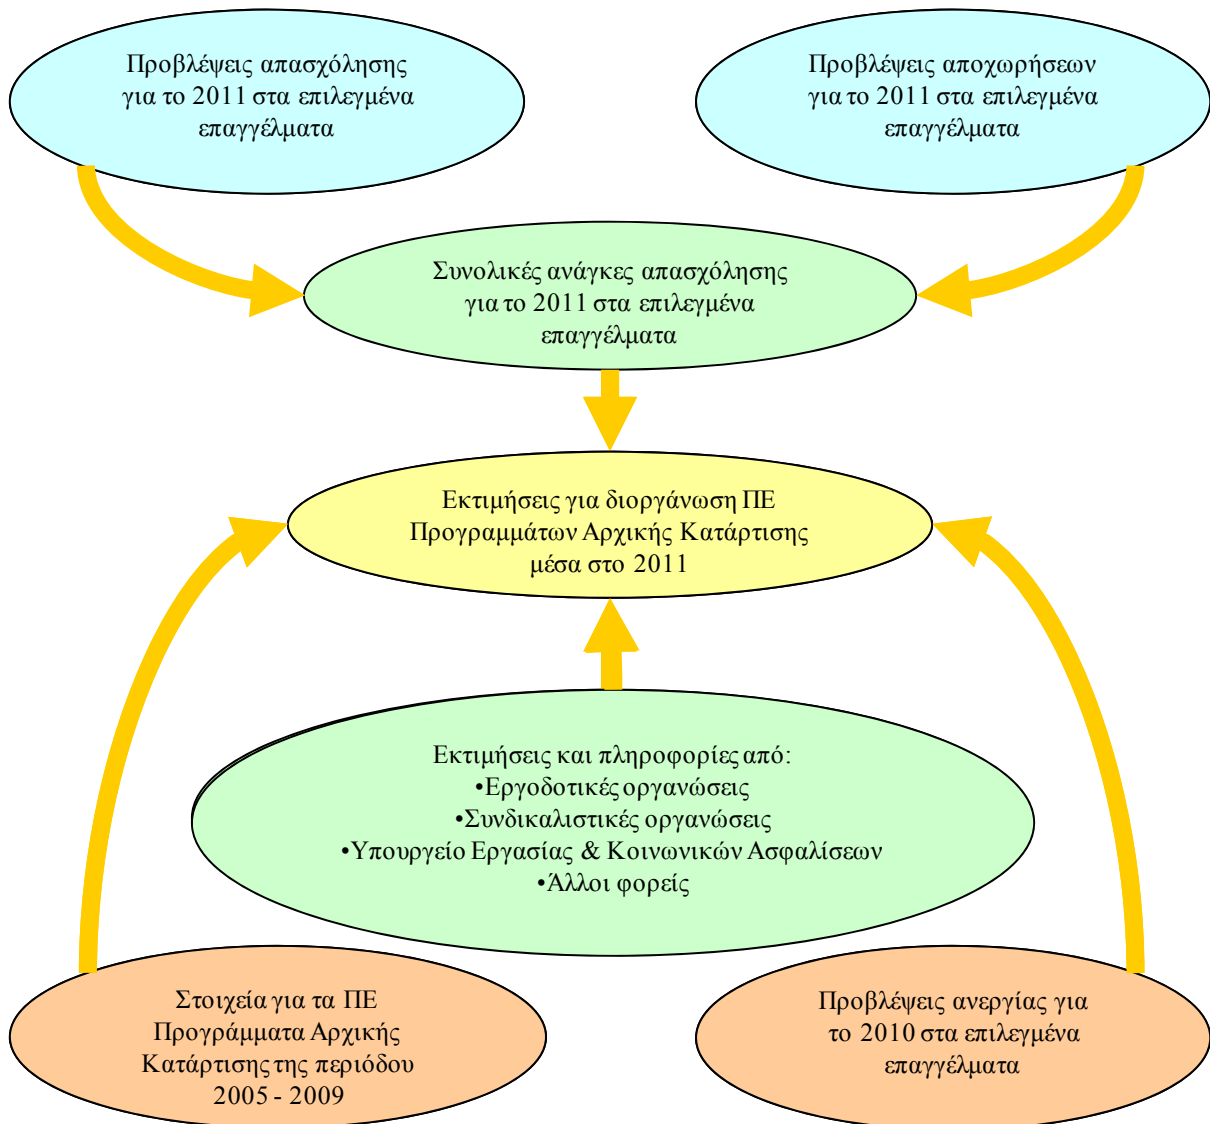 Προβλέψεις απασχόλησης
για το 2011 στα επιλεγμένα
επαγγέλματα
Προβλέψεις αποχωρήσεων
για το 2011 στα επιλεγμένα
επαγγέλματα
Συνολικές ανάγκες απασχόλησης
για το 2011 στα επιλεγμένα
επαγγέλματα
Εκτιμήσεις για διοργάνωση ΠΕ
Προγραμμάτων Αρχικής Κατάρτισης
μέσα στο 2011
Εκτιμήσεις και πληροφορίες από:
•Εργοδοτικές οργανώσεις
•Συνδικαλιστικές οργανώσεις
•Υπουργείο Εργασίας & Κοινωνικών Ασφαλίσεων
•Άλλοι φορείς
Στοιχεία για τα ΠΕ
Προγράμματα Αρχικής
Κατάρτισης της περιόδου
2005 - 2009
Προβλέψεις ανεργίας για
το 2010 στα επιλεγμένα
επαγγέλματα